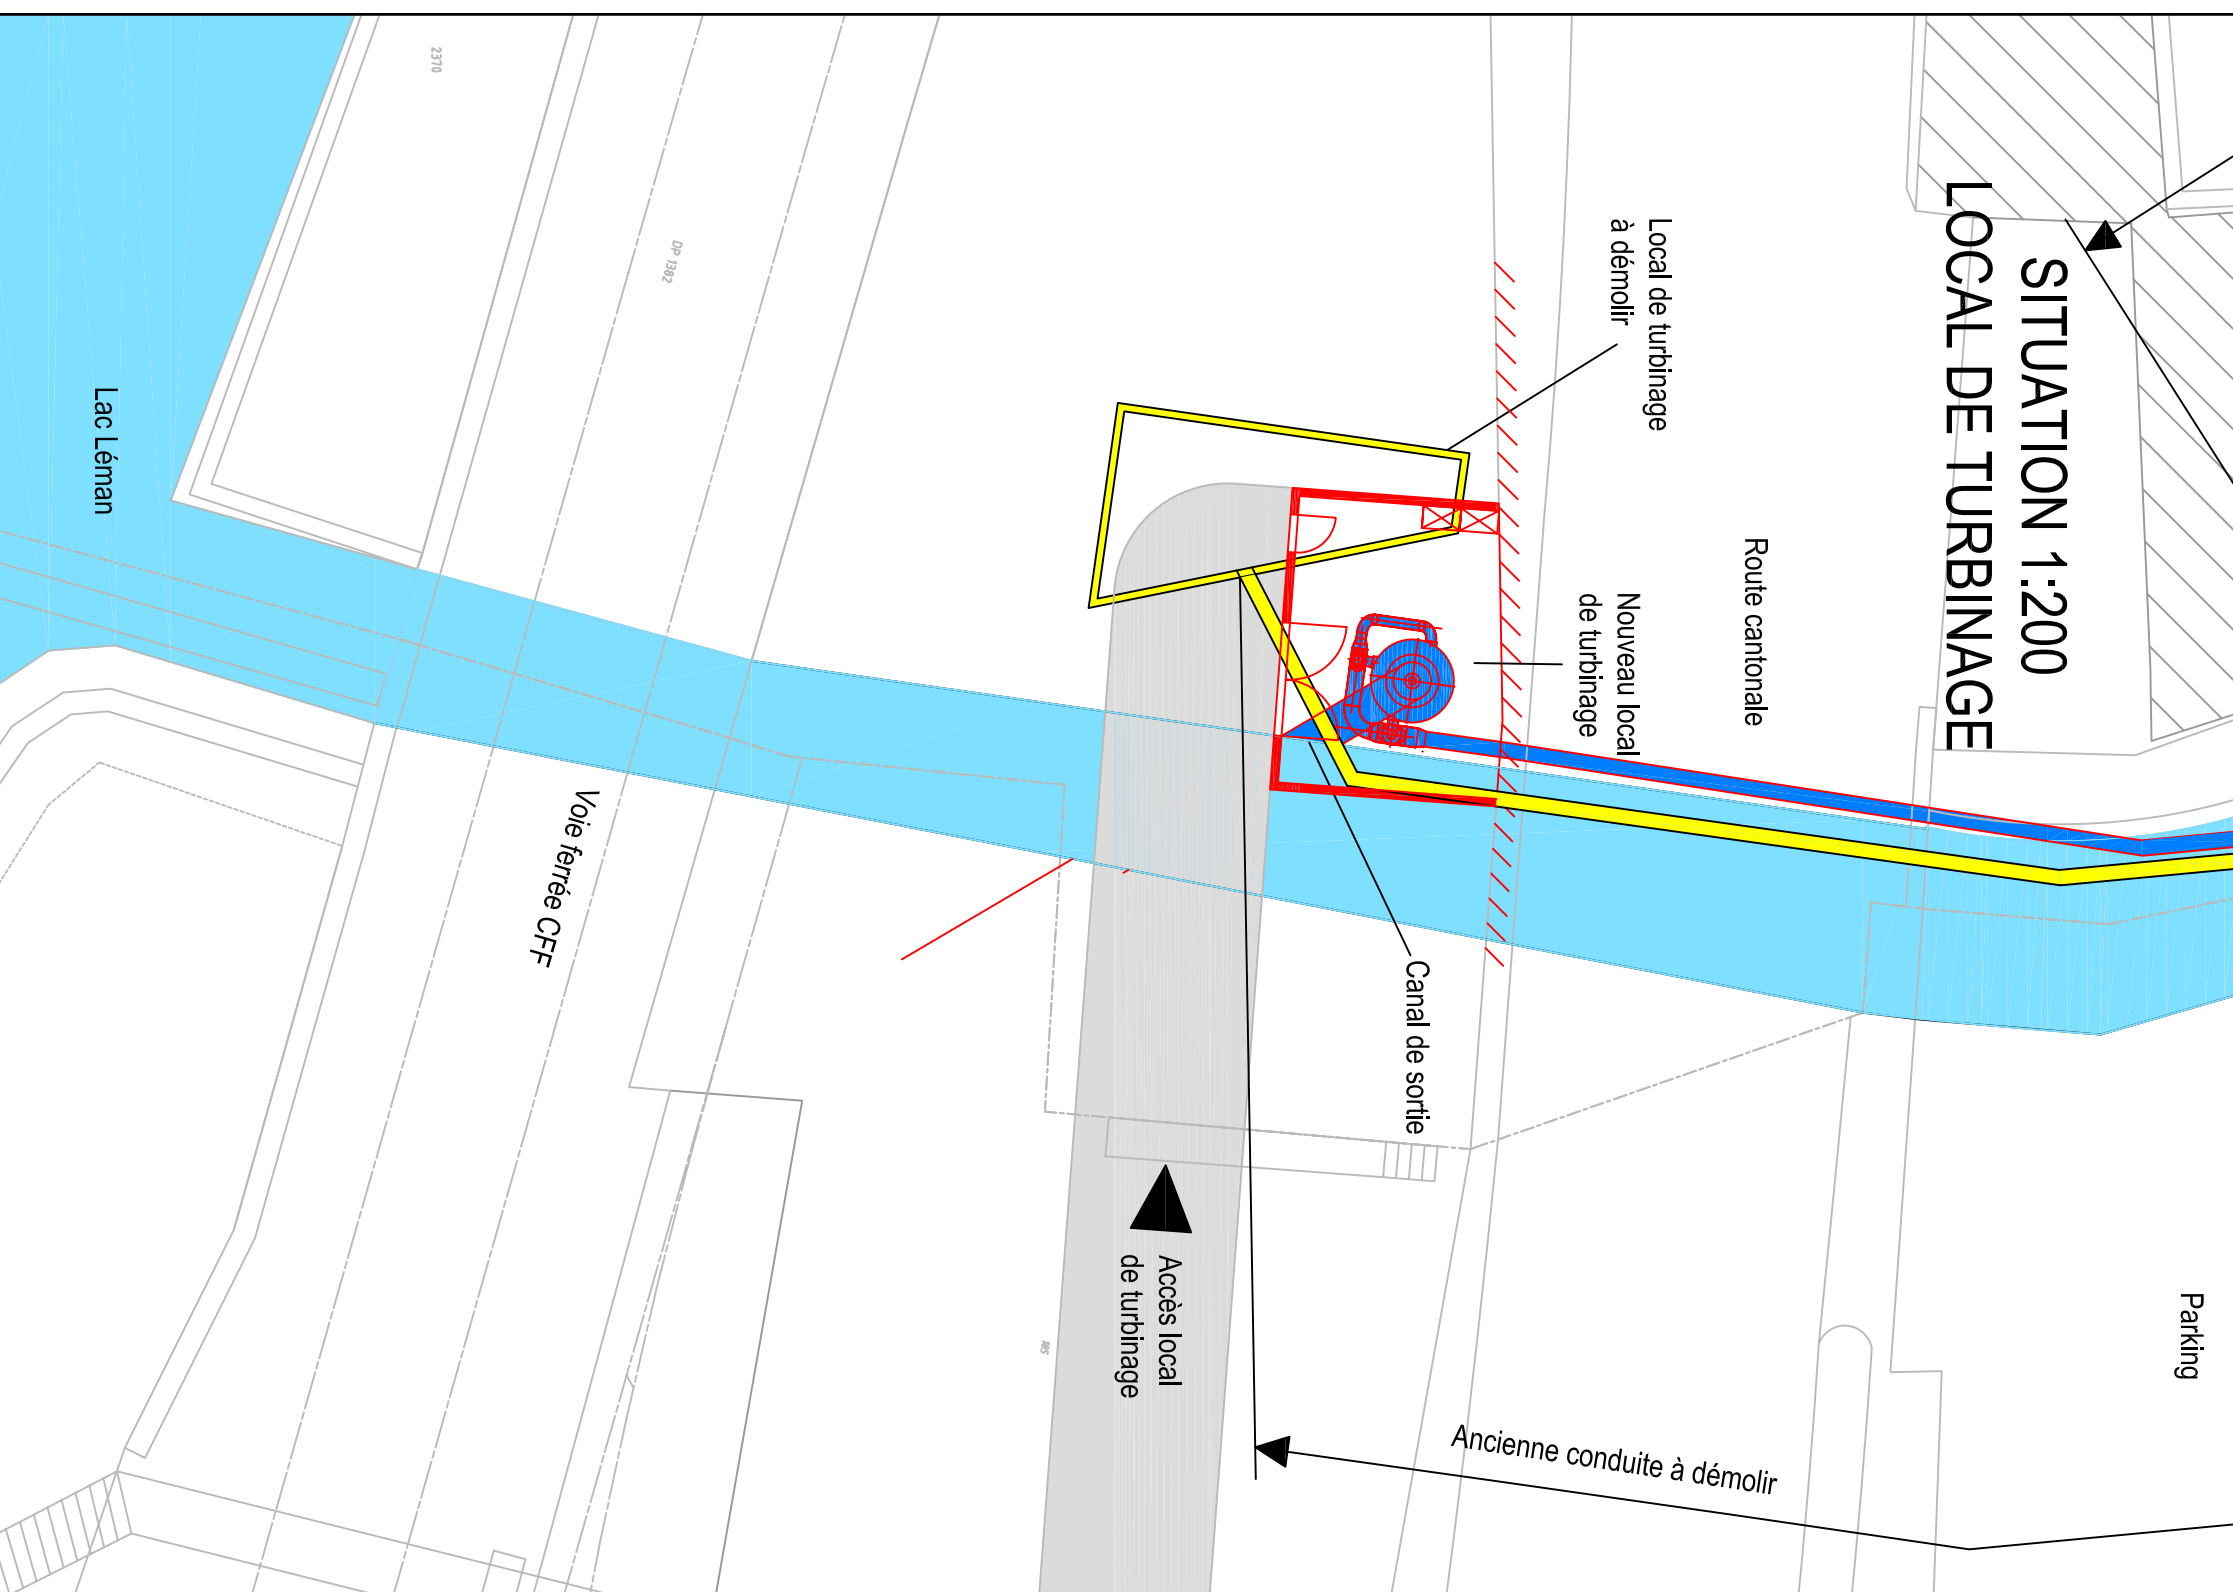 SITUATION 1:200
LOCAL DE TURBINAGE
Local de turbinage
à démolir
Route cantonale
Nouveau local
de turbinage
Canal de sortie
Accès local
de turbinage
Ancienne conduite à démolir
Parking
Voie ferrée CFF
Lac Léman
2370
DP 1382
185